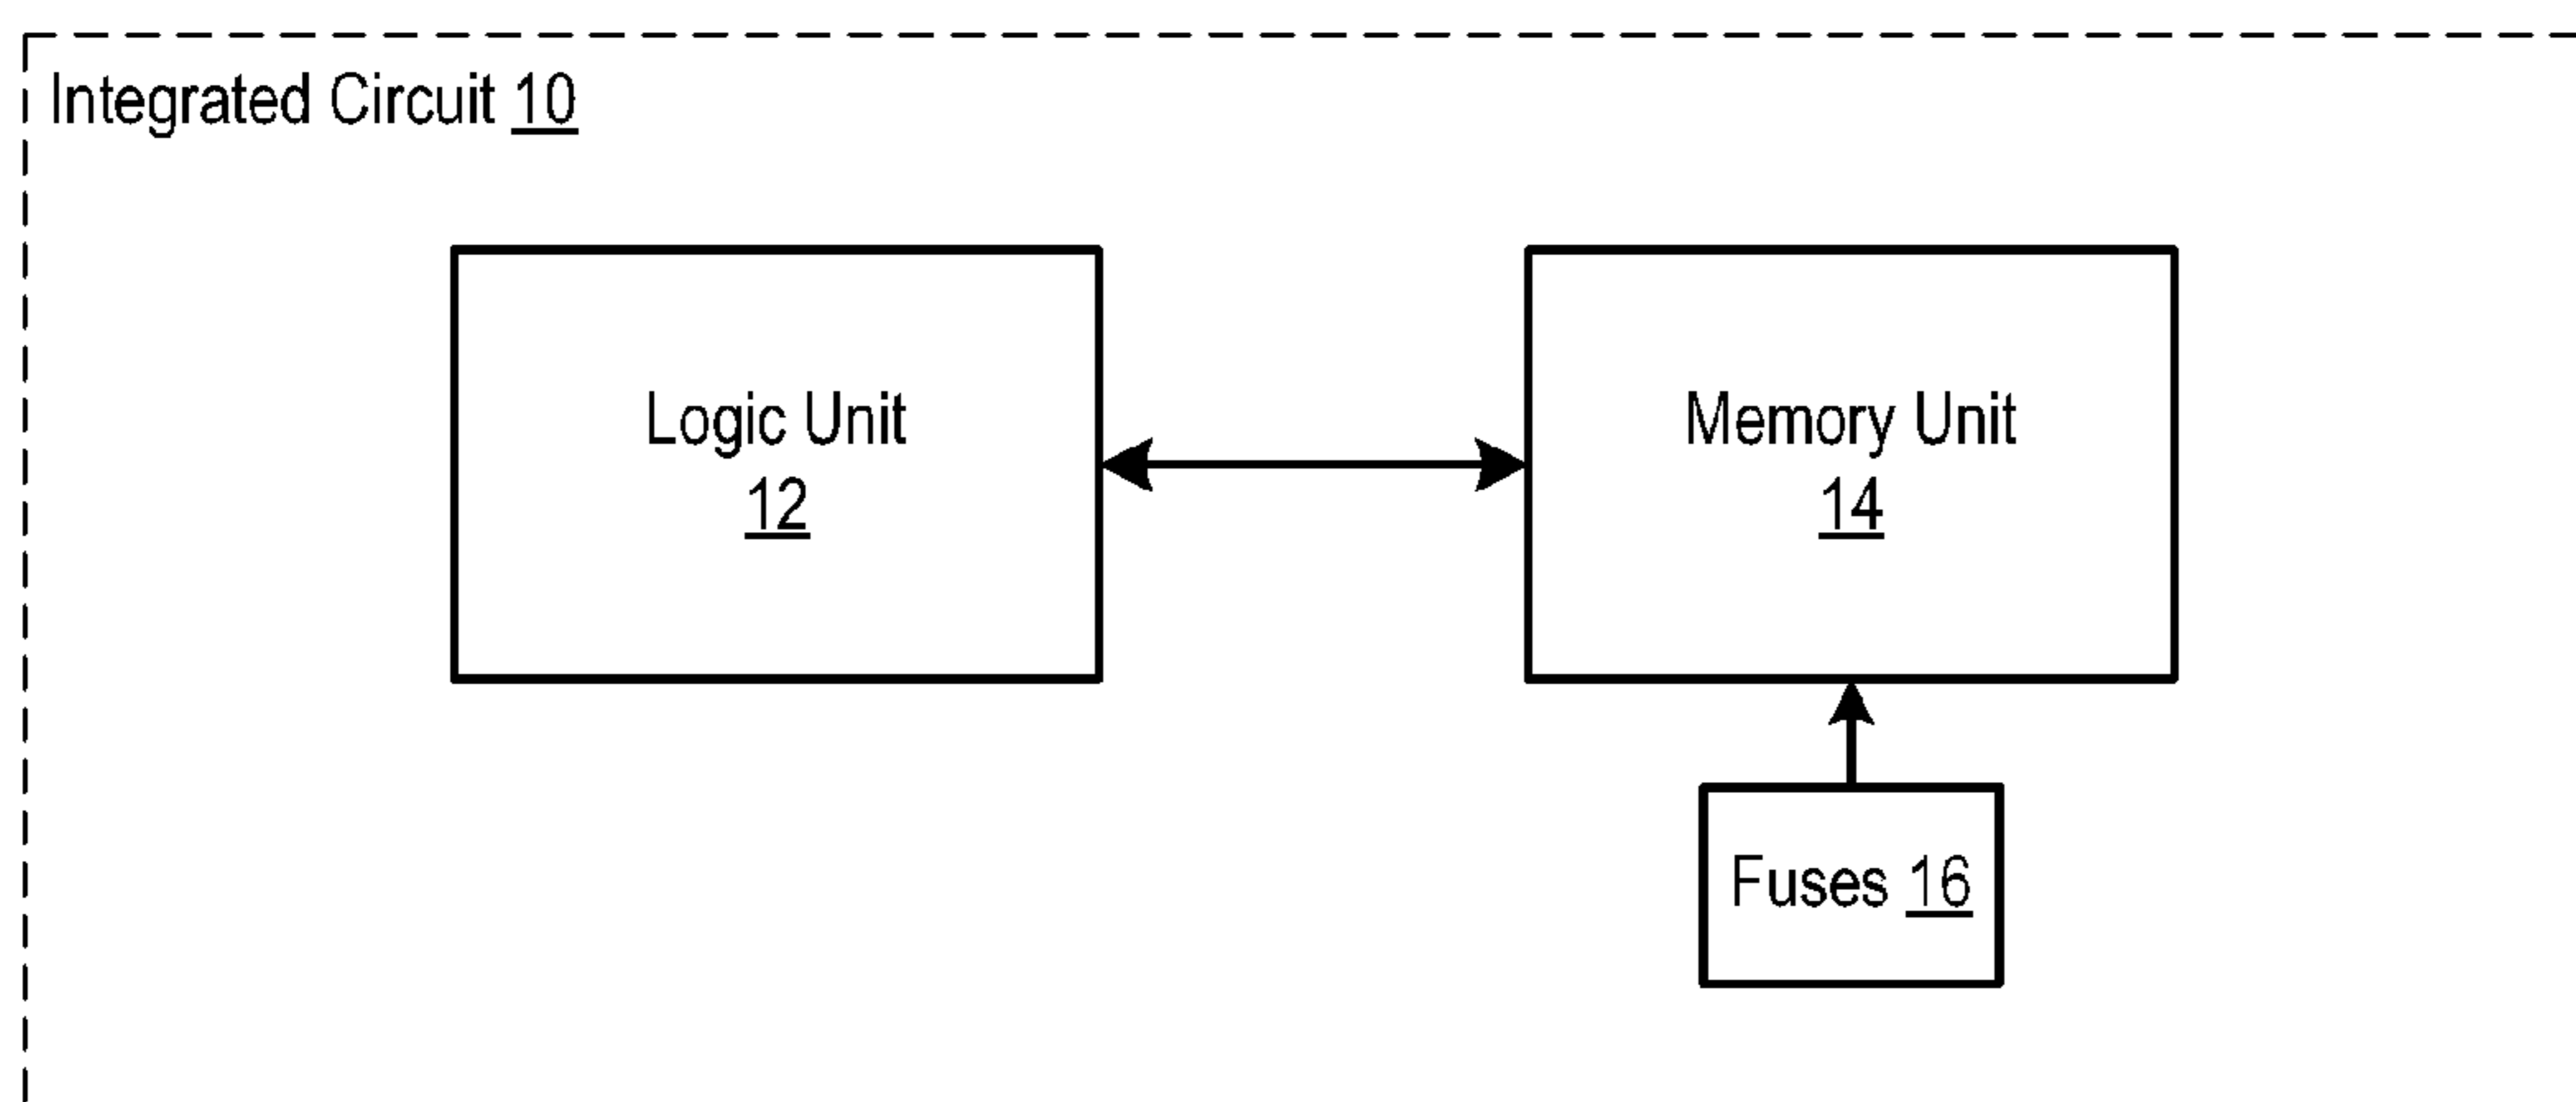 Integrated Circuit 10
Logic Unit
12
Memory Unit
14
Fuses 16